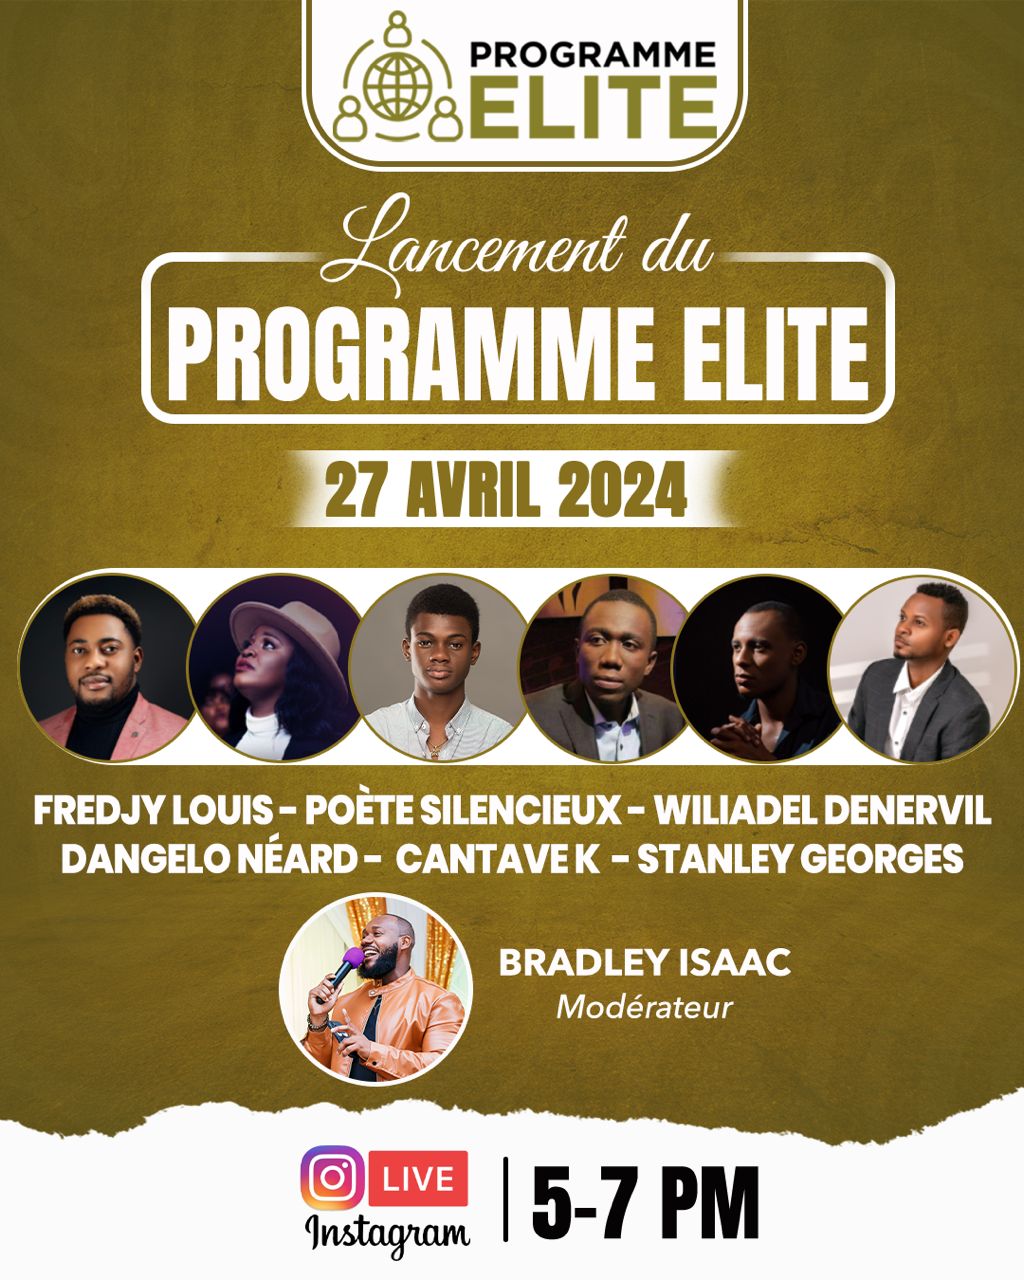 PROGRAMME
ELITE
Lancement du
PROGRAMME ELITE
27 AVRIL 2024
FREDJY LOUIS - POÈTE SILENCIEUX - WILIADEL DENERVIL
DANGELO NÉARD - CANTAVE K - STANLEY GEORGES
BRADLEY ISAAC
Modérateur
LIVE
Instagram
5-7 PM